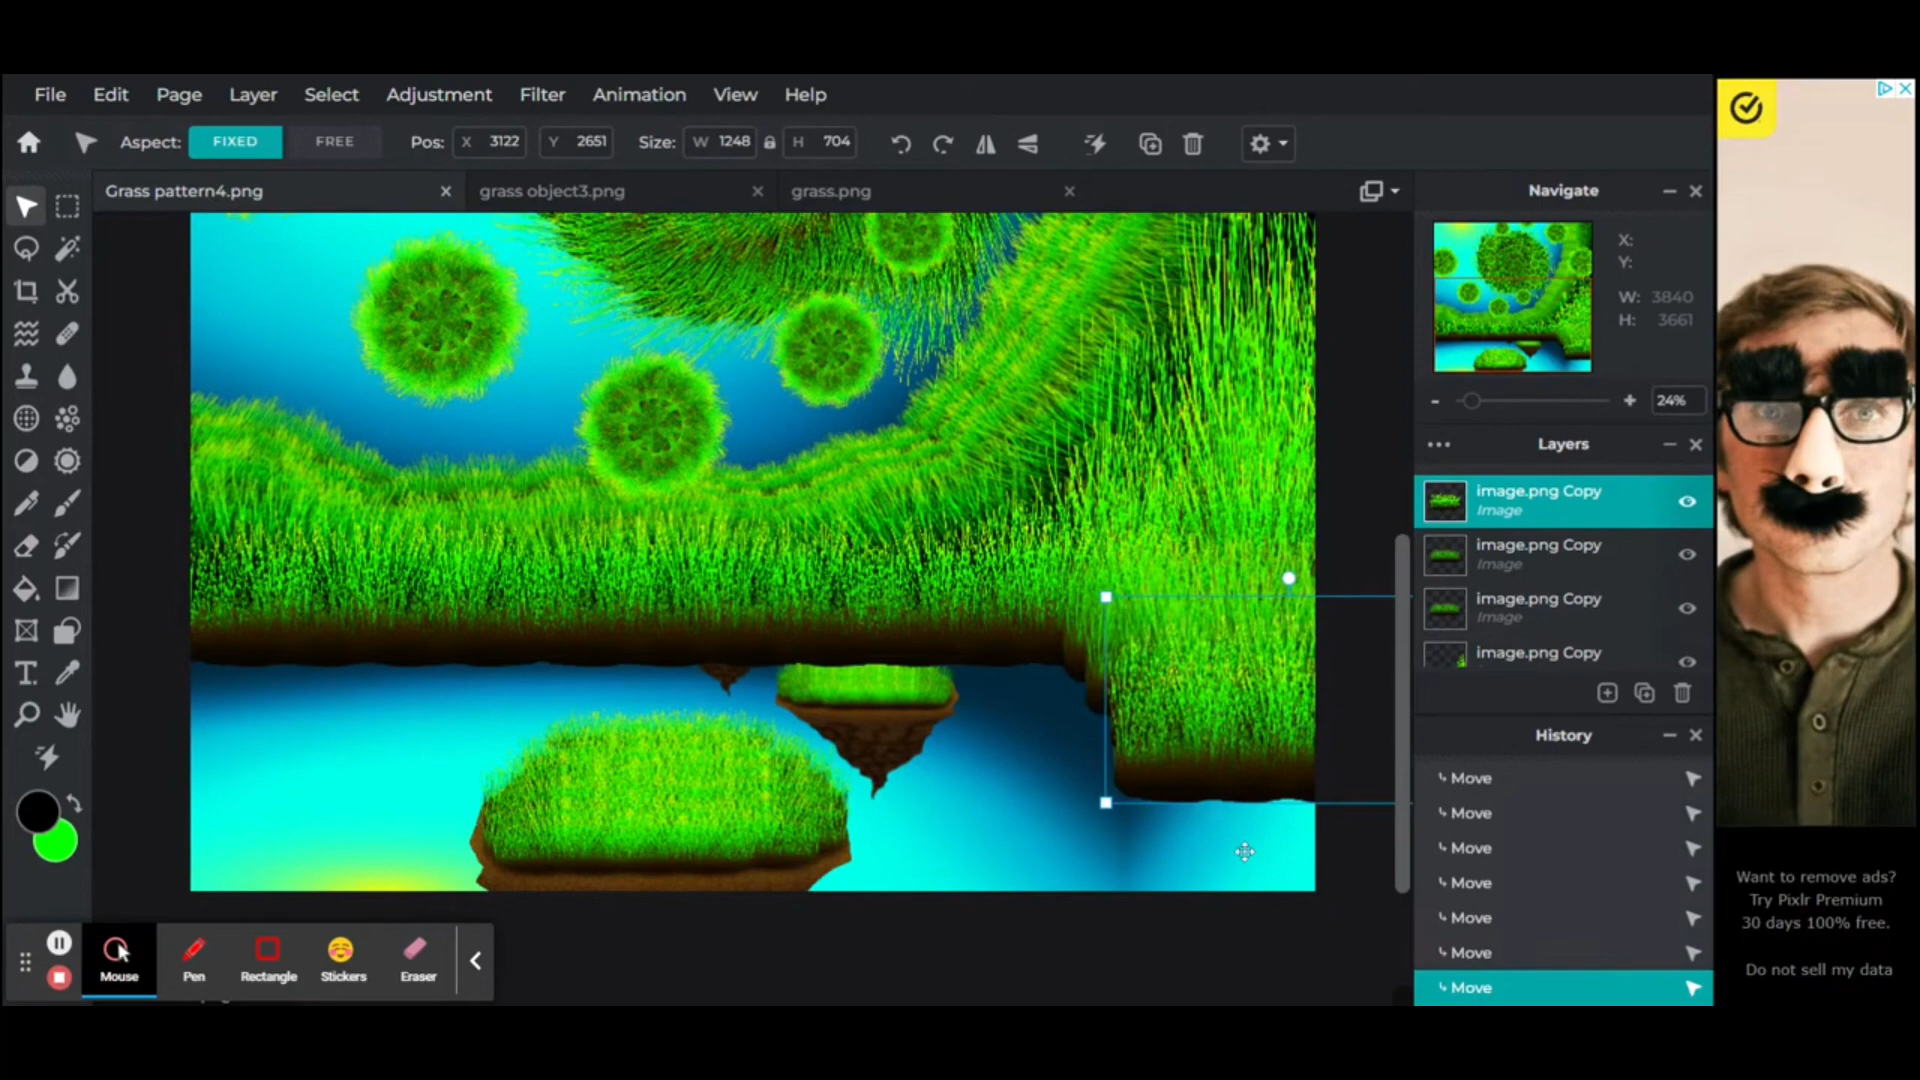 File Edit Page Layer Select Adjustment Filter Animation View Help
Aspect: FIXED FREE Pos: X 3122 Y 2651 Size: W 1248 H 704
Grass pattern4.png grass object3.png grass.png
Navigate
X:
Y:
W: 3840
H: 3661
24%
Layers
image.png Copy
Image
image.png Copy
Image
image.png Copy
Image
image.png Copy
History
Move
Move
Move
Move
Move
Move
Move
Mouse Pen Rectangle Stickers Eraser
Want to remove ads?
Try Pixlr Premium
30 days 100% free.
Do not sell my data